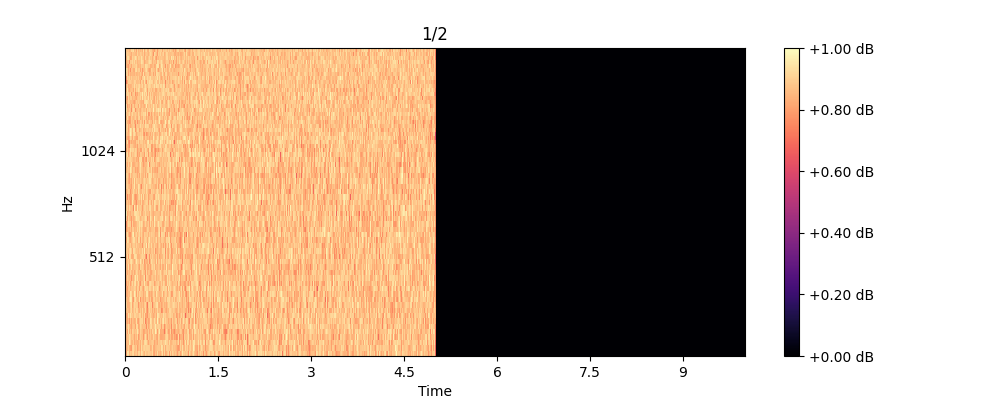 1/2
Hz
1024
512
0 1.5 3 4.5 6 7.5 9
Time
+1.00 dB
+0.80 dB
+0.60 dB
+0.40 dB
+0.20 dB
+0.00 dB